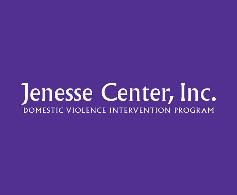 Jenesse Center, Inc.
DOMESTIC VIOLENCE INTERVENTION PROGRAM